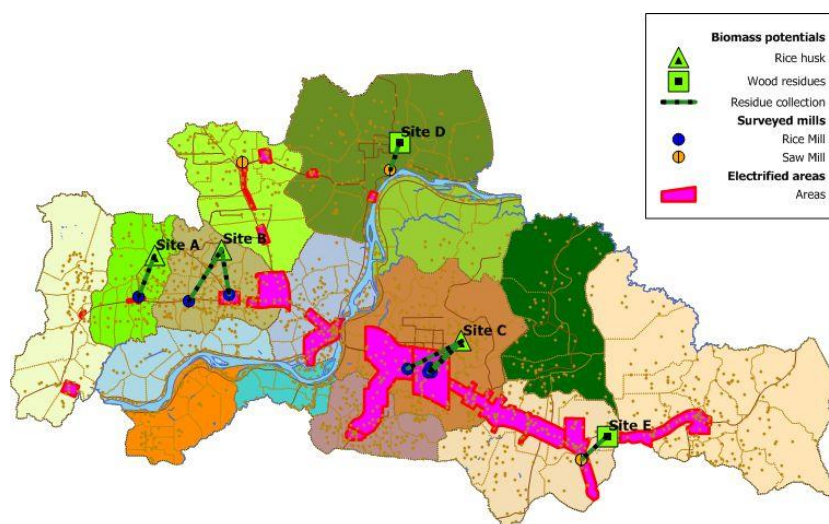 Biomass potentials
Rice husk
Wood residues
Residue collection
Surveyed mills
Rice Mill
Saw Mill
Electrified areas
Areas
Site D
Site A
Site B
Site C
Site E